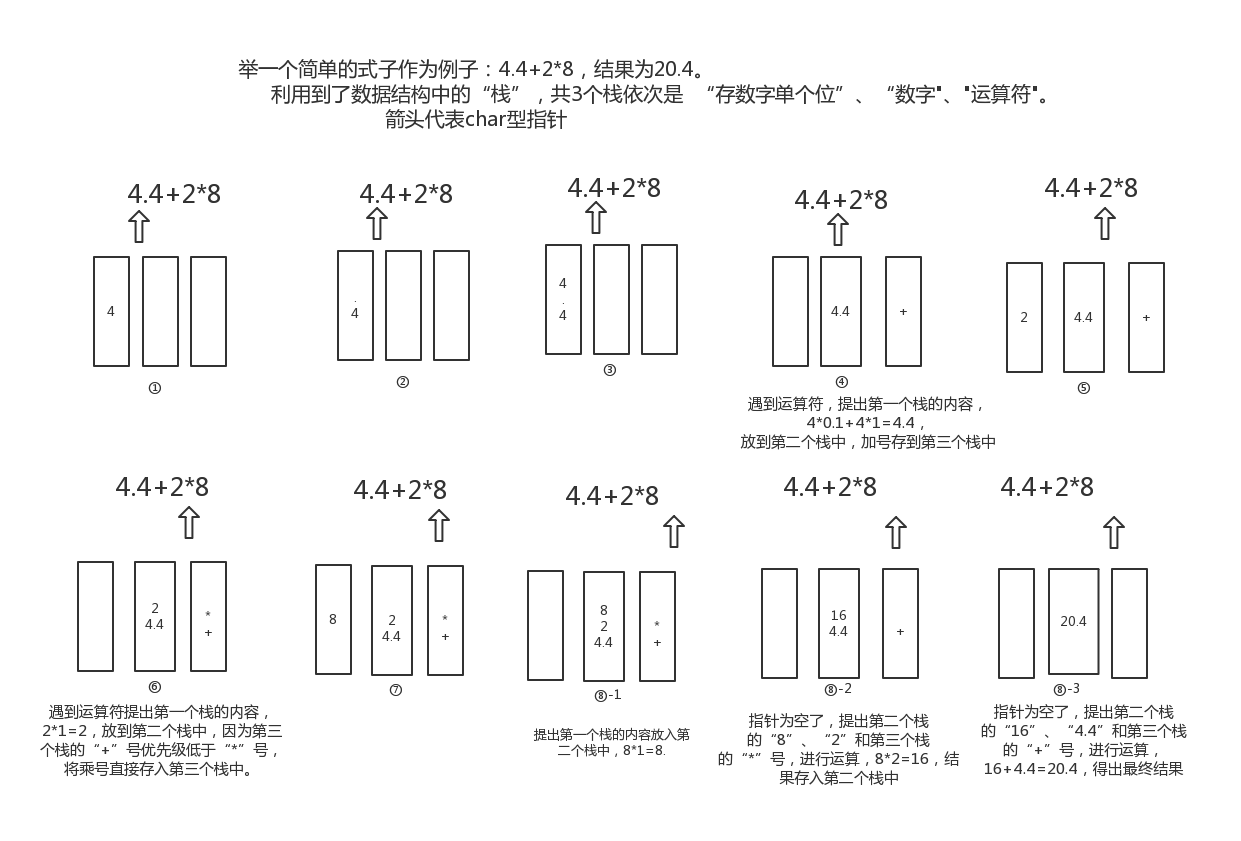 举一个简单的式子作为例子：4.4+2*8，结果为20.4。
利用到了数据结构中的“栈”，共3个栈依次是 “存数字单个位”、“数字"、"运算符"。
箭头代表char型指针
4.4+2*8
4
①
4.4+2*8
.
4
②
4.4+2*8
4
.
4
③
4.4+2*8
4.4
+
④
遇到运算符，提出第一个栈的内容，
4*0.1+4*1=4.4，
放到第二个栈中，加号存到第三个栈中
4.4+2*8
2
4.4
+
⑤
4.4+2*8
2
4.4
*
+
⑥
遇到运算符提出第一个栈的内容，
2*1=2，放到第二个栈中，因为第三
个栈的“+”号优先级低于“*”号，
将乘号直接存入第三个栈中。
4.4+2*8
8
2
4.4
*
+
⑦
4.4+2*8
8
2
4.4
*
+
⑧-1
提出第一个栈的内容放入第
二个栈中，8*1=8.
4.4+2*8
16
4.4
+
⑧-2
指针为空了，提出第二个栈
的“8”、“2”和第三个栈
的“*”号，进行运算，8*2=16，结
果存入第二个栈中
4.4+2*8
20.4
⑧-3
指针为空了，提出第二个栈
的“16”、“4.4”和第三个栈
的“+”号，进行运算，
16+4.4=20.4，得出最终结果